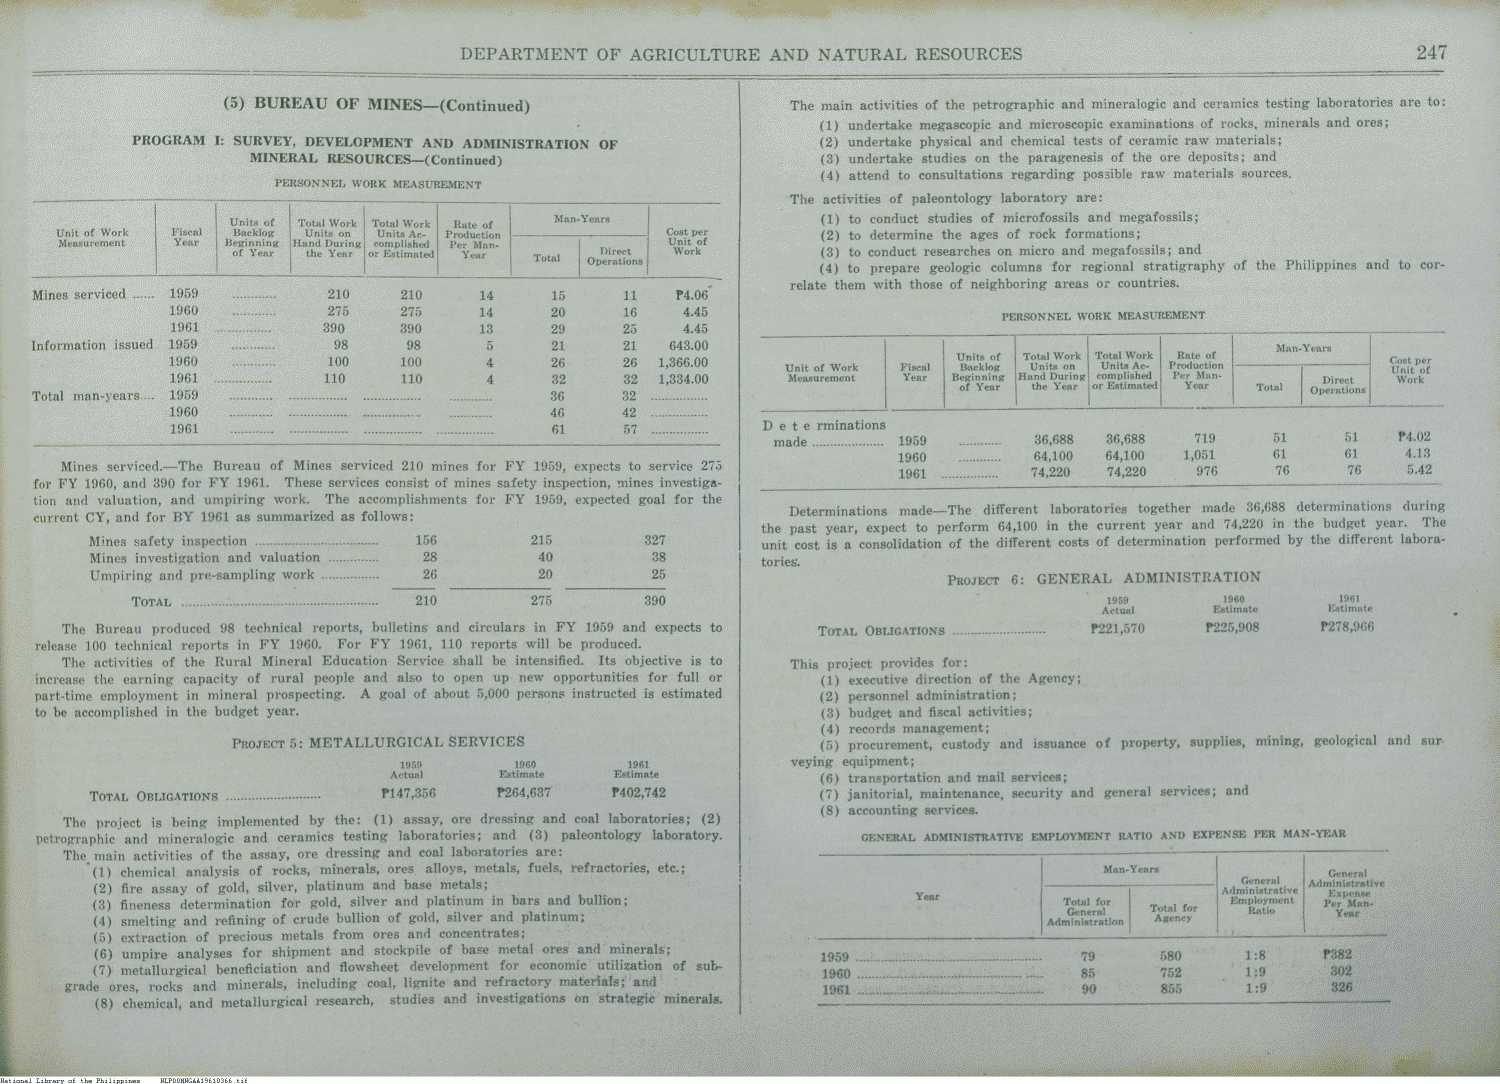 DEPARTMENT OF AGRICULTURE AND NATURAL RESOURCES 247
(5) BUREAU OF MINES—(Continued)
PROGRAM I: SURVEY, DEVELOPMENT AND ADMINISTRATION OF
MINERAL RESOURCES—(Continued)
PERSONNEL WORK MEASUREMENT
Unit of Work Measurement | Fiscal Year | Units of Backlog Beginning of Year | Total Work Units on Hand During the Year | Total Work Units Ac- complished or Estimated | Rate of Production Per Man- Year | Man-Years Total | Direct Operations | Cost per Unit of Work
Mines serviced ...... 1959 ............ 210 210 14 15 11 ₱4.06
1960 ............ 275 275 14 20 16 4.45
1961 ............... 390 390 13 29 25 4.45
Information issued 1959 ............ 98 98 5 21 21 643.00
1960 ............ 100 100 4 26 26 1,366.00
1961 ............... 110 110 4 32 32 1,334.00
Total man-years.... 1959 ............ ................ ................ ............ 36 32 ...............
1960 ............ ................ ................ ............ 46 42 ...............
1961 ............ ................ ................ ................ 61 57 ...............
Mines serviced.—The Bureau of Mines serviced 210 mines for FY 1959, expects to service 275
for FY 1960, and 390 for FY 1961. These services consist of mines safety inspection, mines investiga-
tion and valuation, and umpiring work. The accomplishments for FY 1959, expected goal for the
current CY, and for BY 1961 as summarized as follows:
Mines safety inspection ................................ 156 215 327
Mines investigation and valuation ............. 28 40 38
Umpiring and pre-sampling work ............... 26 20 25
TOTAL ..................................................... 210 275 390
The Bureau produced 98 technical reports, bulletins and circulars in FY 1959 and expects to
release 100 technical reports in FY 1960. For FY 1961, 110 reports will be produced.
The activities of the Rural Mineral Education Service shall be intensified. Its objective is to
increase the earning capacity of rural people and also to open up new opportunities for full or
part-time employment in mineral prospecting. A goal of about 5,000 persons instructed is estimated
to be accomplished in the budget year.
PROJECT 5: METALLURGICAL SERVICES
1959 1960 1961
Actual Estimate Estimate
TOTAL OBLIGATIONS .......................... ₱147,356 ₱264,637 ₱402,742
The project is being implemented by the: (1) assay, ore dressing and coal laboratories; (2)
petrographic and mineralogic and ceramics testing laboratories; and (3) paleontology laboratory.
The main activities of the assay, ore dressing and coal laboratories are:
(1) chemical analysis of rocks, minerals, ores alloys, metals, fuels, refractories, etc.;
(2) fire assay of gold, silver, platinum and base metals;
(3) fineness determination for gold, silver and platinum in bars and bullion;
(4) smelting and refining of crude bullion of gold, silver and platinum;
(5) extraction of precious metals from ores and concentrates;
(6) umpire analyses for shipment and stockpile of base metal ores and minerals;
(7) metallurgical beneficiation and flowsheet development for economic utilization of sub-
grade ores, rocks and minerals, including coal, lignite and refractory materials; and
(8) chemical, and metallurgical research, studies and investigations on strategic minerals.
The main activities of the petrographic and mineralogic and ceramics testing laboratories are to:
(1) undertake megascopic and microscopic examinations of rocks, minerals and ores;
(2) undertake physical and chemical tests of ceramic raw materials;
(3) undertake studies on the paragenesis of the ore deposits; and
(4) attend to consultations regarding possible raw materials sources.
The activities of paleontology laboratory are:
(1) to conduct studies of microfossils and megafossils;
(2) to determine the ages of rock formations;
(3) to conduct researches on micro and megafossils; and
(4) to prepare geologic columns for regional stratigraphy of the Philippines and to cor-
relate them with those of neighboring areas or countries.
PERSONNEL WORK MEASUREMENT
Unit of Work Measurement | Fiscal Year | Units of Backlog Beginning of Year | Total Work Units on Hand During the Year | Total Work Units Ac- complished or Estimated | Rate of Production Per Man- Year | Man-Years Total | Direct Operations | Cost per Unit of Work
D e t e rminations
made ................... 1959 ............ 36,688 36,688 719 51 51 ₱4.02
1960 ............ 64,100 64,100 1,051 61 61 4.13
1961 ............... 74,220 74,220 976 76 76 5.42
Determinations made—The different laboratories together made 36,688 determinations during
the past year, expect to perform 64,100 in the current year and 74,220 in the budget year. The
unit cost is a consolidation of the different costs of determination performed by the different labora-
tories.
PROJECT 6: GENERAL ADMINISTRATION
1959 1960 1961
Actual Estimate Estimate
TOTAL OBLIGATIONS ......................... ₱221,570 ₱225,908 ₱278,966
This project provides for:
(1) executive direction of the Agency;
(2) personnel administration;
(3) budget and fiscal activities;
(4) records management;
(5) procurement, custody and issuance of property, supplies, mining, geological and sur-
veying equipment;
(6) transportation and mail services;
(7) janitorial, maintenance, security and general services; and
(8) accounting services.
GENERAL ADMINISTRATIVE EMPLOYMENT RATIO AND EXPENSE PER MAN-YEAR
Year | Man-Years Total for General Administration | Total for Agency | General Administrative Employment Ratio | General Administrative Expense Per Man- Year
1959 .................................................. 79 580 1:8 ₱382
1960 .................................................. 85 752 1:9 302
1961 .................................................. 90 855 1:9 326
National Library of the Philippines NLP00NNGAA19610366.tif